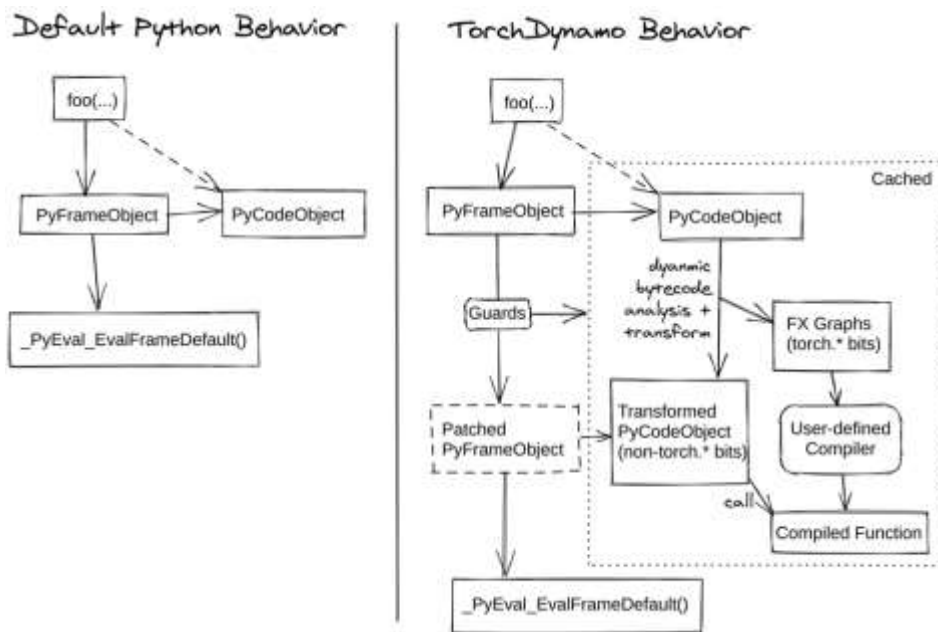 Default Python Behavior
foo(...)
PyFrameObject
PyCodeObject
_PyEval_EvalFrameDefault()
TorchDynamo Behavior
foo(...)
Cached
PyFrameObject
PyCodeObject
dyanmic
bytecode
analysis +
transform
Guards
FX Graphs
(torch.* bits)
Patched
PyFrameObject
Transformed
PyCodeObject
(non-torch.* bits)
User-defined
Compiler
call
Compiled Function
_PyEval_EvalFrameDefault()